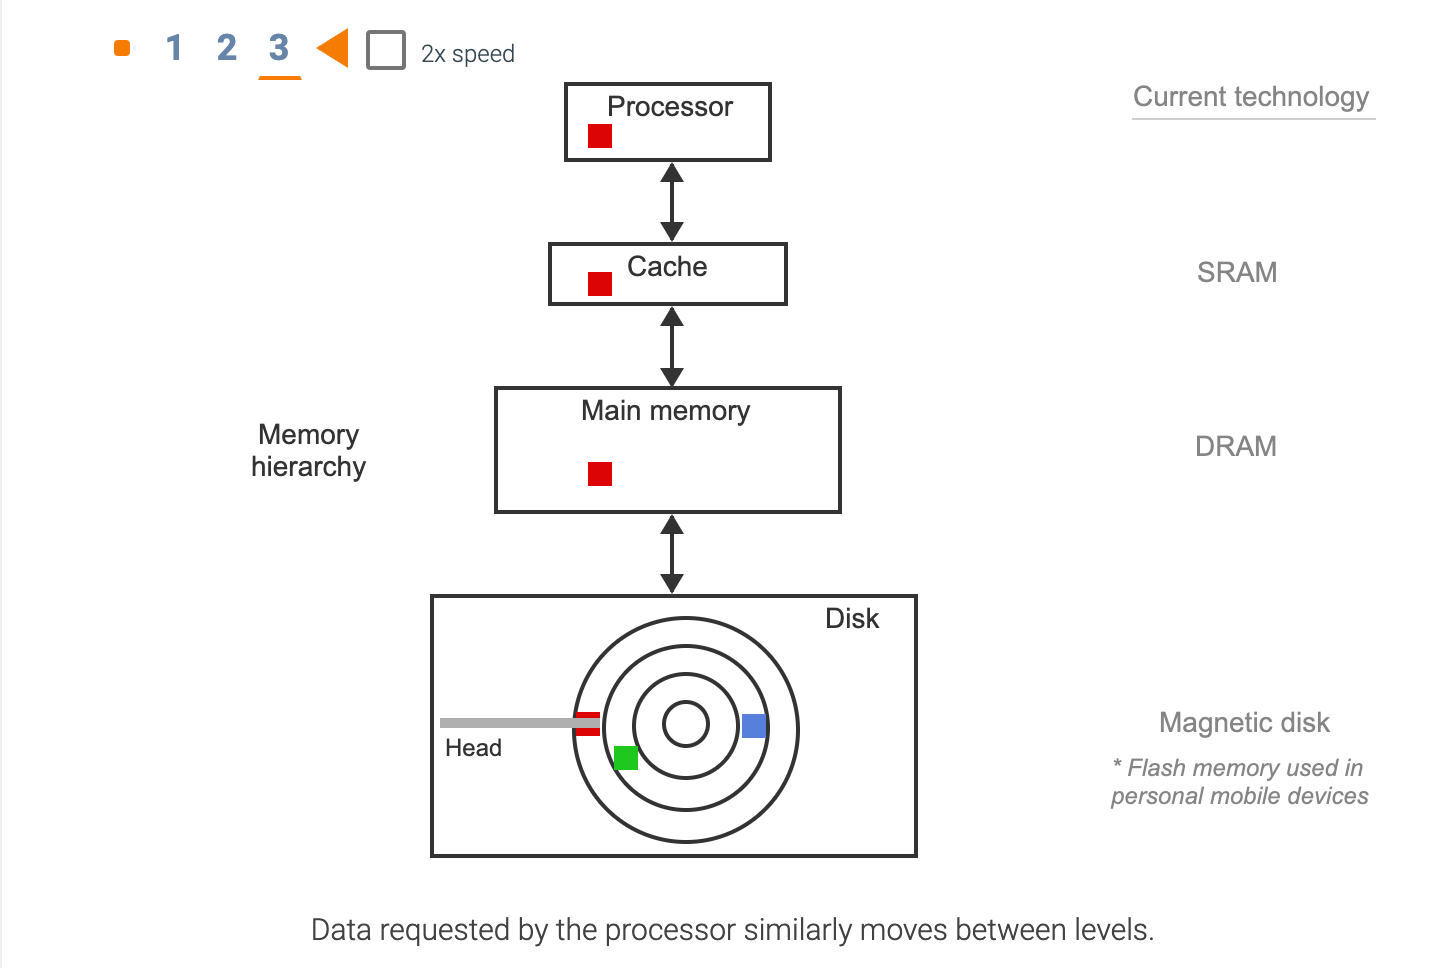 1 2 3 2x speed
Processor
Current technology
Cache
SRAM
Main memory
Memory
hierarchy
DRAM
Disk
Head
Magnetic disk
* Flash memory used in
personal mobile devices
Data requested by the processor similarly moves between levels.